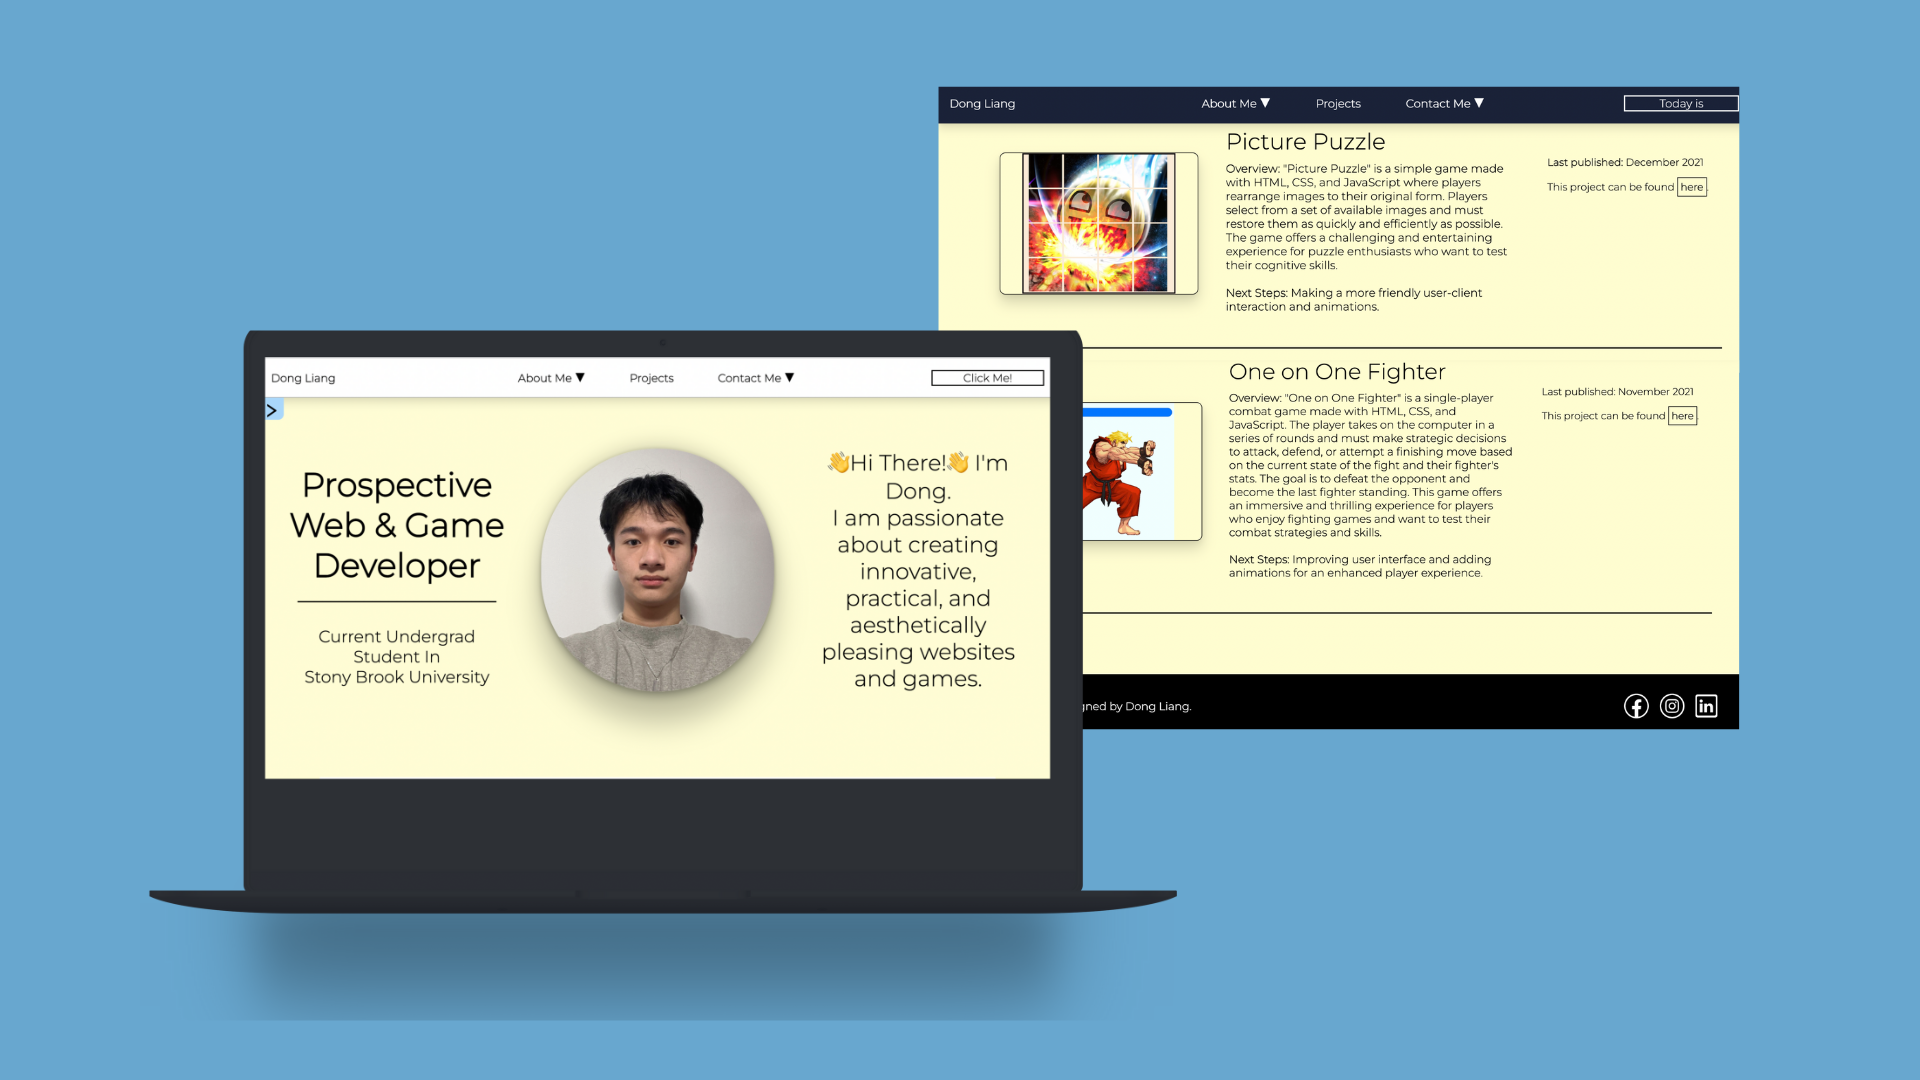 Dong Liang
About Me ▼
Projects
Contact Me ▼
Today is
Picture Puzzle
Overview: "Picture Puzzle" is a simple game made
with HTML, CSS, and JavaScript where players
rearrange images to their original form. Players
select from a set of available images and must
restore them as quickly and efficiently as possible.
The game offers a challenging and entertaining
experience for puzzle enthusiasts who want to test
their cognitive skills.
Next Steps: Making a more friendly user-client
interaction and animations.
Last published: December 2021
This project can be found here.
One on One Fighter
Overview: "One on One Fighter" is a single-player
combat game made with HTML, CSS, and
JavaScript. The player takes on the computer in a
series of rounds and must make strategic decisions
to attack, defend, or attempt a finishing move based
on the current state of the fight and their fighter's
stats. The goal is to defeat the opponent and
become the last fighter standing. This game offers
an immersive and thrilling experience for players
who enjoy fighting games and want to test their
combat strategies and skills.
Next Steps: Improving user interface and adding
animations for an enhanced player experience.
Last published: November 2021
This project can be found here.
gned by Dong Liang.
Dong Liang
About Me ▼
Projects
Contact Me ▼
Click Me!
>
Prospective
Web & Game
Developer
Current Undergrad
Student In
Stony Brook University
👋Hi There!👋 I'm
Dong.
I am passionate
about creating
innovative,
practical, and
aesthetically
pleasing websites
and games.